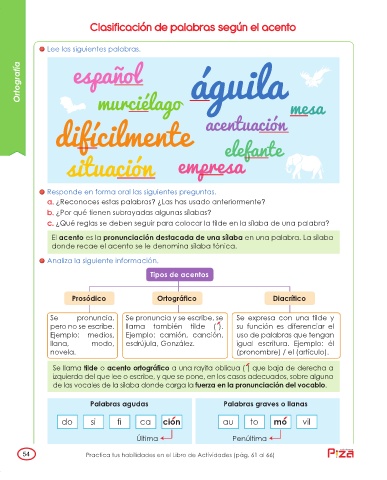 Clasificación de palabras según el acento
Ortografía
Lee las siguientes palabras.
español
águila
murciélago
mesa
acentuación
difícilmente
elefante
situación
empresa
Responde en forma oral las siguientes preguntas.
a. ¿Reconoces estas palabras? ¿Las has usado anteriormente?
b. ¿Por qué tienen subrayadas algunas sílabas?
c. ¿Qué reglas se deben seguir para colocar la tilde en la sílaba de una palabra?
El acento es la pronunciación destacada de una sílaba en una palabra. La sílaba
donde recae el acento se le denomina sílaba tónica.
Analiza la siguiente información.
Tipos de acentos
Prosódico
Ortográfico
Diacrítico
Se pronuncia,
pero no se escribe.
Ejemplo: medios,
llana, modo,
novela.
Se pronuncia y se escribe, se
llama también tilde (´).
Ejemplo: camión, canción,
esdrújula, González.
Se expresa con una tilde y
su función es diferenciar el
uso de palabras que tengan
igual escritura. Ejemplo: él
(pronombre) / el (artículo).
Se llama tilde o acento ortográfico a una rayita oblicua (´) que baja de derecha a
izquierda del que lee o escribe, y que se pone, en los casos adecuados, sobre alguna
de las vocales de la sílaba donde carga la fuerza en la pronunciación del vocablo.
Palabras agudas
Palabras graves o llanas
do si fi ca ción
au to mó vil
Última
Penúltima
54
Practica tus habilidades en el Libro de Actividades (pág. 61 al 66)